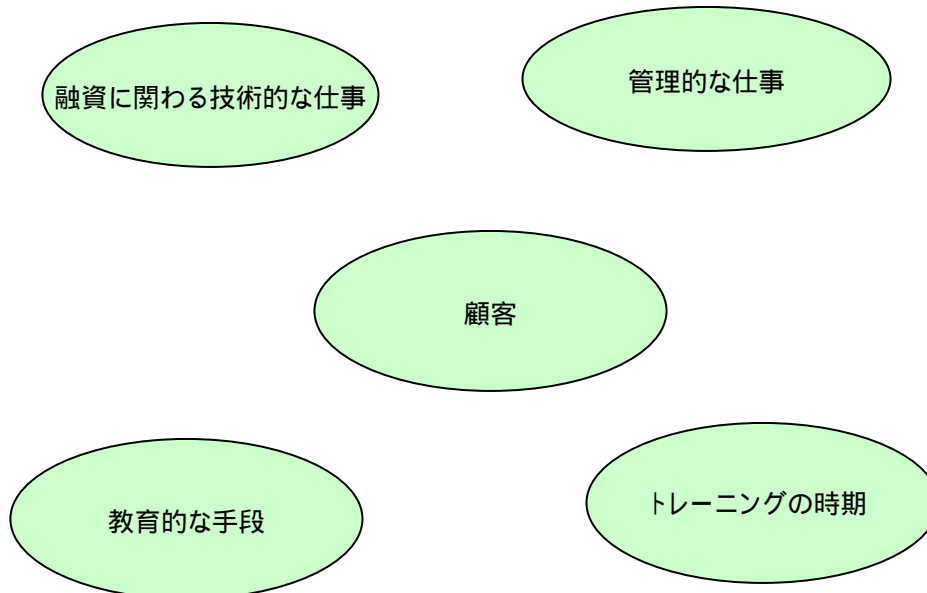 融資に関わる技術的な仕事
管理的な仕事
顧客
教育的な手段
トレーニングの時期